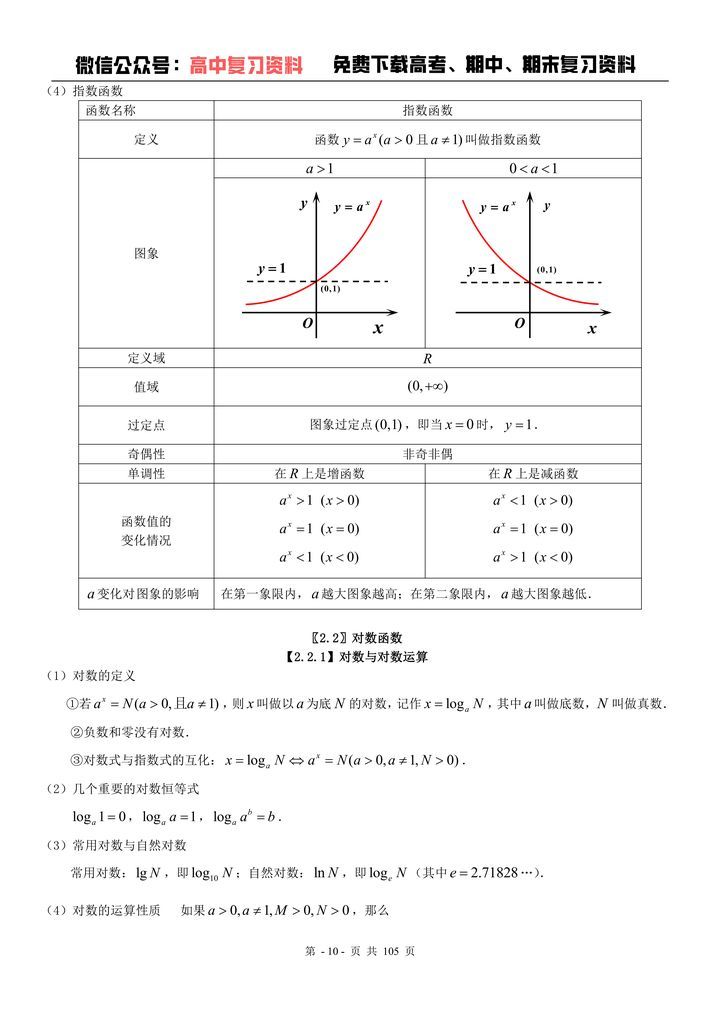 微信公众号：高中复习资料 免费下载高考、期中、期末复习资料
（4）指数函数
函数名称 指数函数
定义 函数 y = a^x (a > 0 且 a ≠ 1) 叫做指数函数
图象
a > 1 0 < a < 1
y y = a^x y = a^x y
y = 1 y = 1 (0,1)
(0,1)
O x O x
定义域 R
值域 (0, +∞)
过定点 图象过定点 (0,1)，即当 x = 0 时， y = 1．
奇偶性 非奇非偶
单调性 在 R 上是增函数 在 R 上是减函数
函数值的
变化情况
a^x > 1 (x > 0) a^x < 1 (x > 0)
a^x = 1 (x = 0) a^x = 1 (x = 0)
a^x < 1 (x < 0) a^x > 1 (x < 0)
a 变化对图象的影响 在第一象限内， a 越大图象越高；在第二象限内， a 越大图象越低．
〖2.2〗对数函数
【2.2.1】对数与对数运算
（1）对数的定义
①若 a^x = N (a > 0, 且 a ≠ 1)，则 x 叫做以 a 为底 N 的对数，记作 x = log_a N ，其中 a 叫做底数，N 叫做真数．
②负数和零没有对数．
③对数式与指数式的互化： x = log_a N ⇔ a^x = N (a > 0, a ≠ 1, N > 0)．
（2）几个重要的对数恒等式
log_a 1 = 0， log_a a = 1， log_a a^b = b．
（3）常用对数与自然对数
常用对数： lg N ，即 log_10 N ；自然对数： ln N ，即 log_e N （其中 e = 2.71828…）．
（4）对数的运算性质 如果 a > 0, a ≠ 1, M > 0, N > 0，那么
第 - 10 - 页 共 105 页